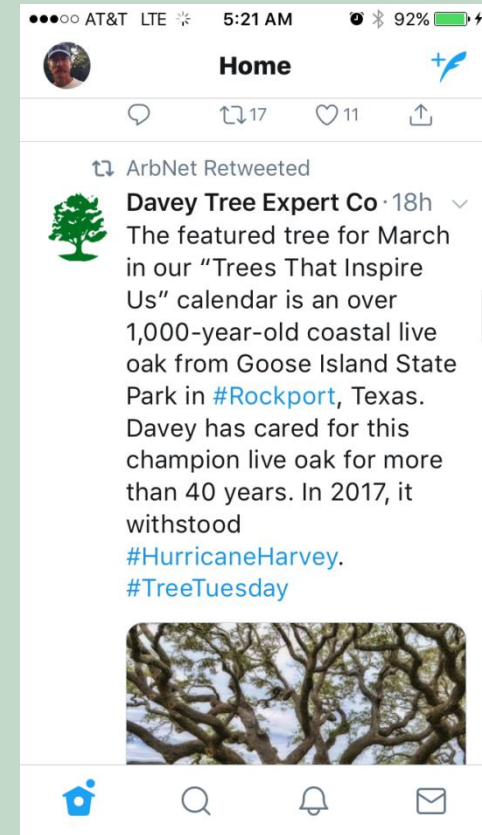 AT&T LTE 5:21 AM 92%
Home
17 11
ArbNet Retweeted
Davey Tree Expert Co · 18h
The featured tree for March
in our “Trees That Inspire
Us” calendar is an over
1,000-year-old coastal live
oak from Goose Island State
Park in #Rockport, Texas.
Davey has cared for this
champion live oak for more
than 40 years. In 2017, it
withstood
#HurricaneHarvey.
#TreeTuesday